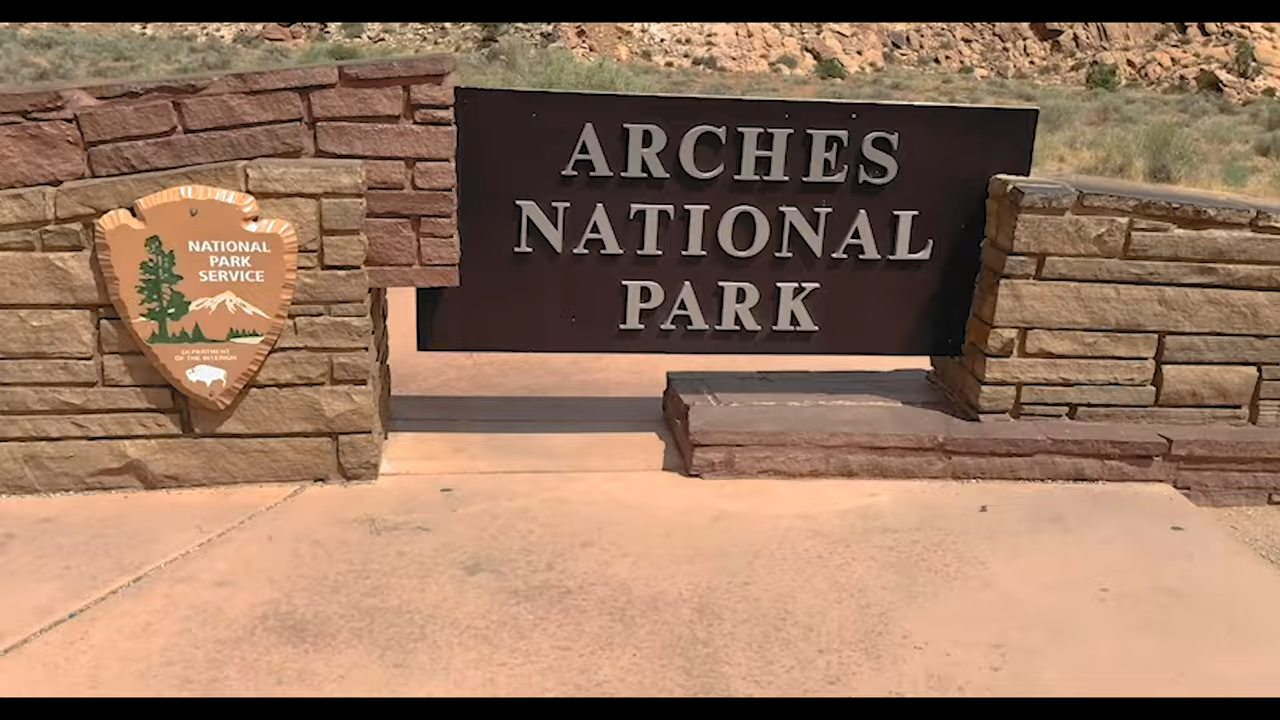 NATIONAL
PARK
SERVICE
DEPARTMENT
OF THE INTERIOR
ARCHES
NATIONAL
PARK